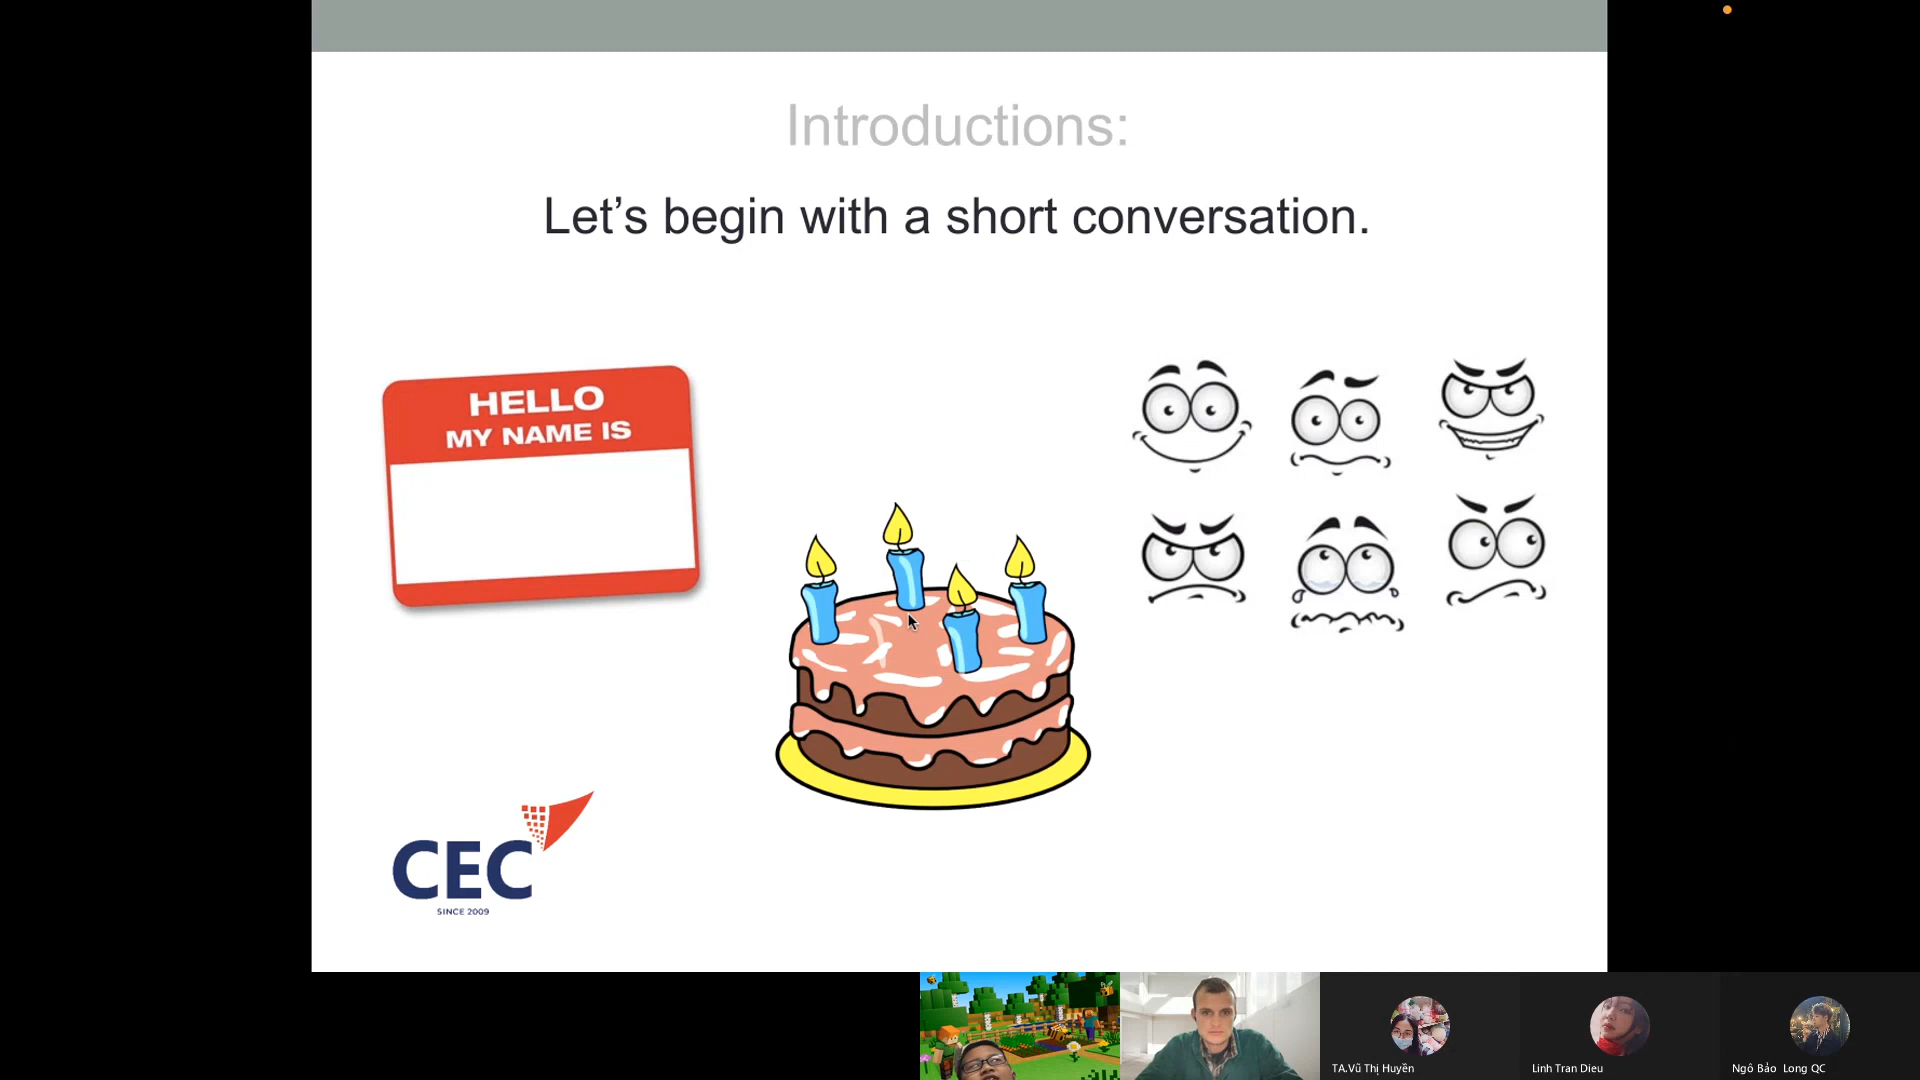 Introductions:
Let’s begin with a short conversation.
HELLO
MY NAME IS
CEC
SINCE 2009
TA.Vũ Thị Huyền
Linh Tran Dieu
Ngô Bảo  Long QC